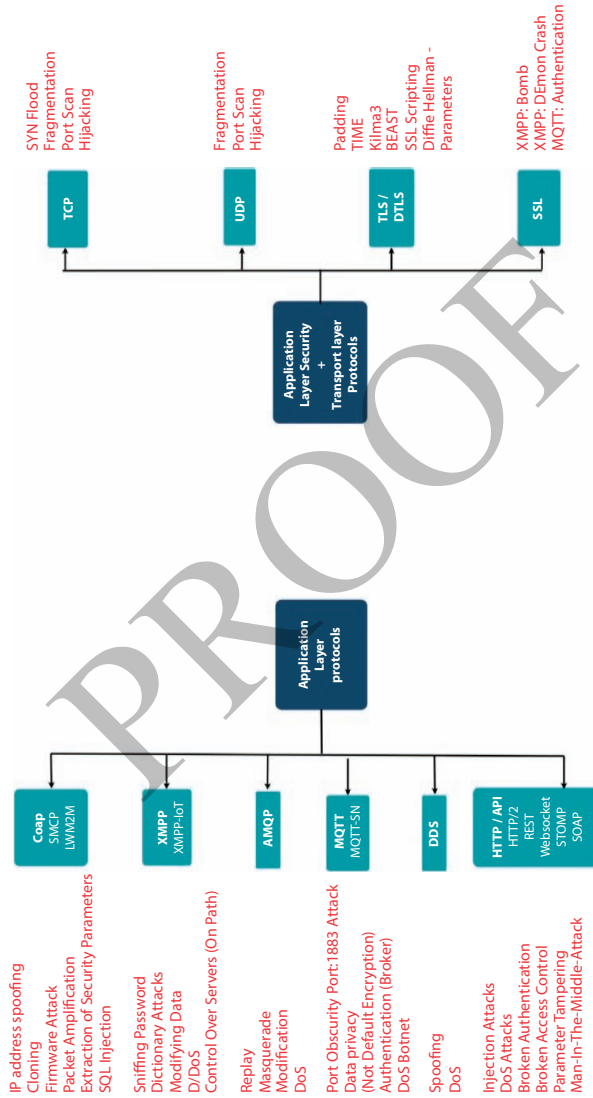 IP address spoofing
Cloning
Firmware Attack
Packet Amplification
Extraction of Security Parameters
SQL Injection
Coap
SMCP
LWM2M
Sniffing Password
Dictionary Attacks
Modifying Data
D/DoS
Control Over Servers (On Path)
XMPP
XMPP-IoT
Replay
Masquerade
Modification
DoS
AMQP
Port Obscurity Port:1883 Attack
Data privacy
(Not Default Encryption)
Authentication (Broker)
DoS Botnet
MQTT
MQTT-SN
Spoofing
DoS
DDS
Injection Attacks
DoS Attacks
Broken Authentication
Broken Access Control
Parameter Tampering
Man-In-The-Middle-Attack
HTTP / API
HTTP/2
REST
Websocket
STOMP
SOAP
Application
Layer
protocols
Application
Layer Security
+
Transport layer
Protocols
TCP
SYN Flood
Fragmentation
Port Scan
Hijacking
UDP
Fragmentation
Port Scan
Hijacking
TLS /
DTLS
Padding
TIME
Kilma3
BEAST
SSL Scripting
Diffie Hellman -
Parameters
SSL
XMPP: Bomb
XMPP: DEmon Crash
MQTT: Authentication
PROOF